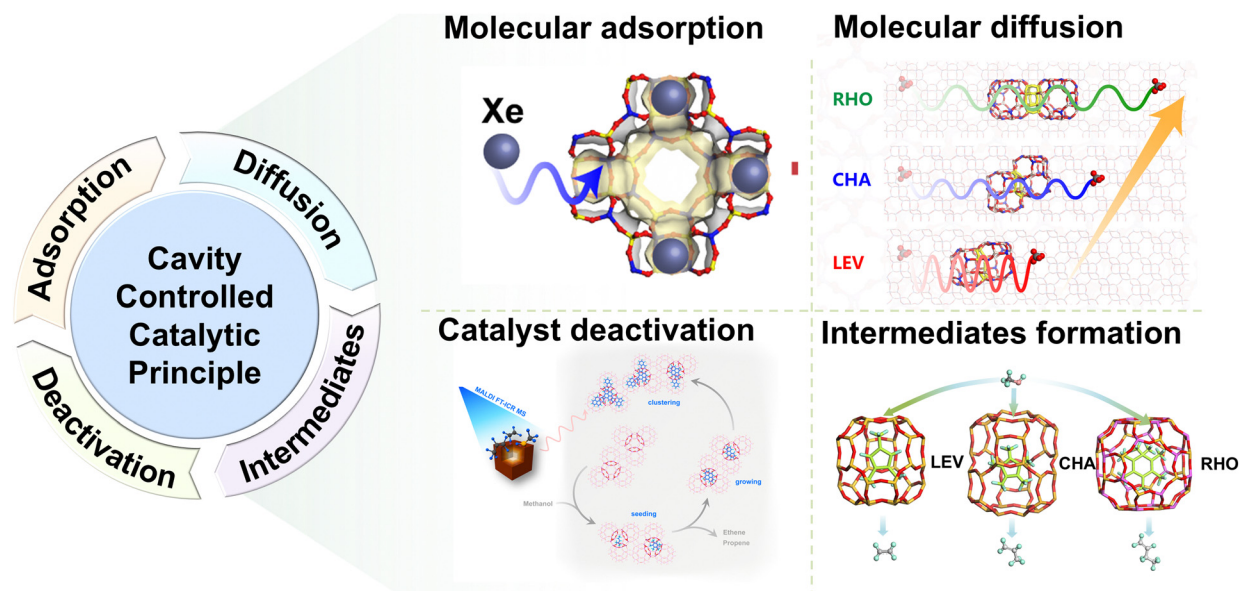 Adsorption
Diffusion
Intermediates
Deactivation
Cavity
Controlled
Catalytic
Principle
Molecular adsorption
Xe
Molecular diffusion
RHO
CHA
LEV
Catalyst deactivation
MALDI FT-ICR MS
clustering
growing
seeding
Methanol
Ethene
Propene
Intermediates formation
LEV
CHA
RHO